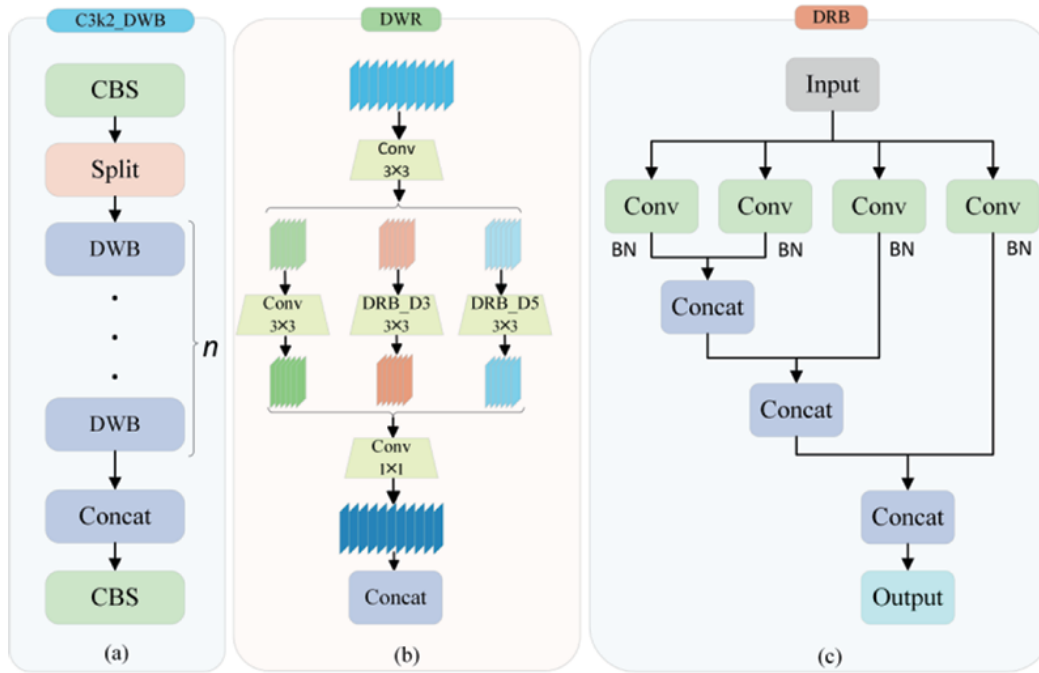 C3k2_DWB
CBS
Split
DWB
n
DWB
Concat
CBS
(a)
DWR
Conv
3×3
Conv
3×3
DRB_D3
3×3
DRB_D5
3×3
Conv
1×1
Concat
(b)
DRB
Input
Conv
Conv
Conv
Conv
BN
BN
BN
BN
Concat
Concat
Concat
Output
(c)